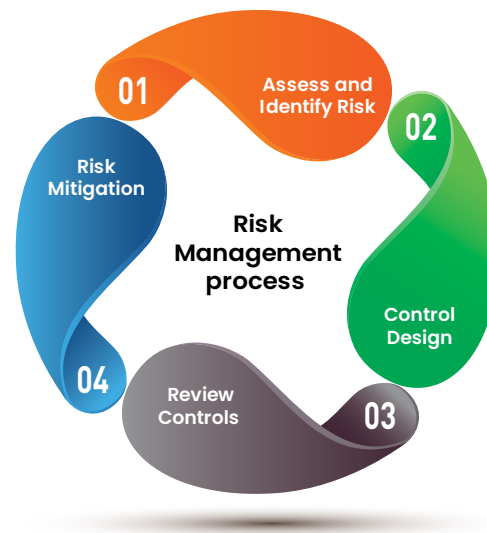 01
Assess and
Identify Risk
02
Control
Design
03
Review
Controls
04
Risk
Mitigation
Risk
Management
process